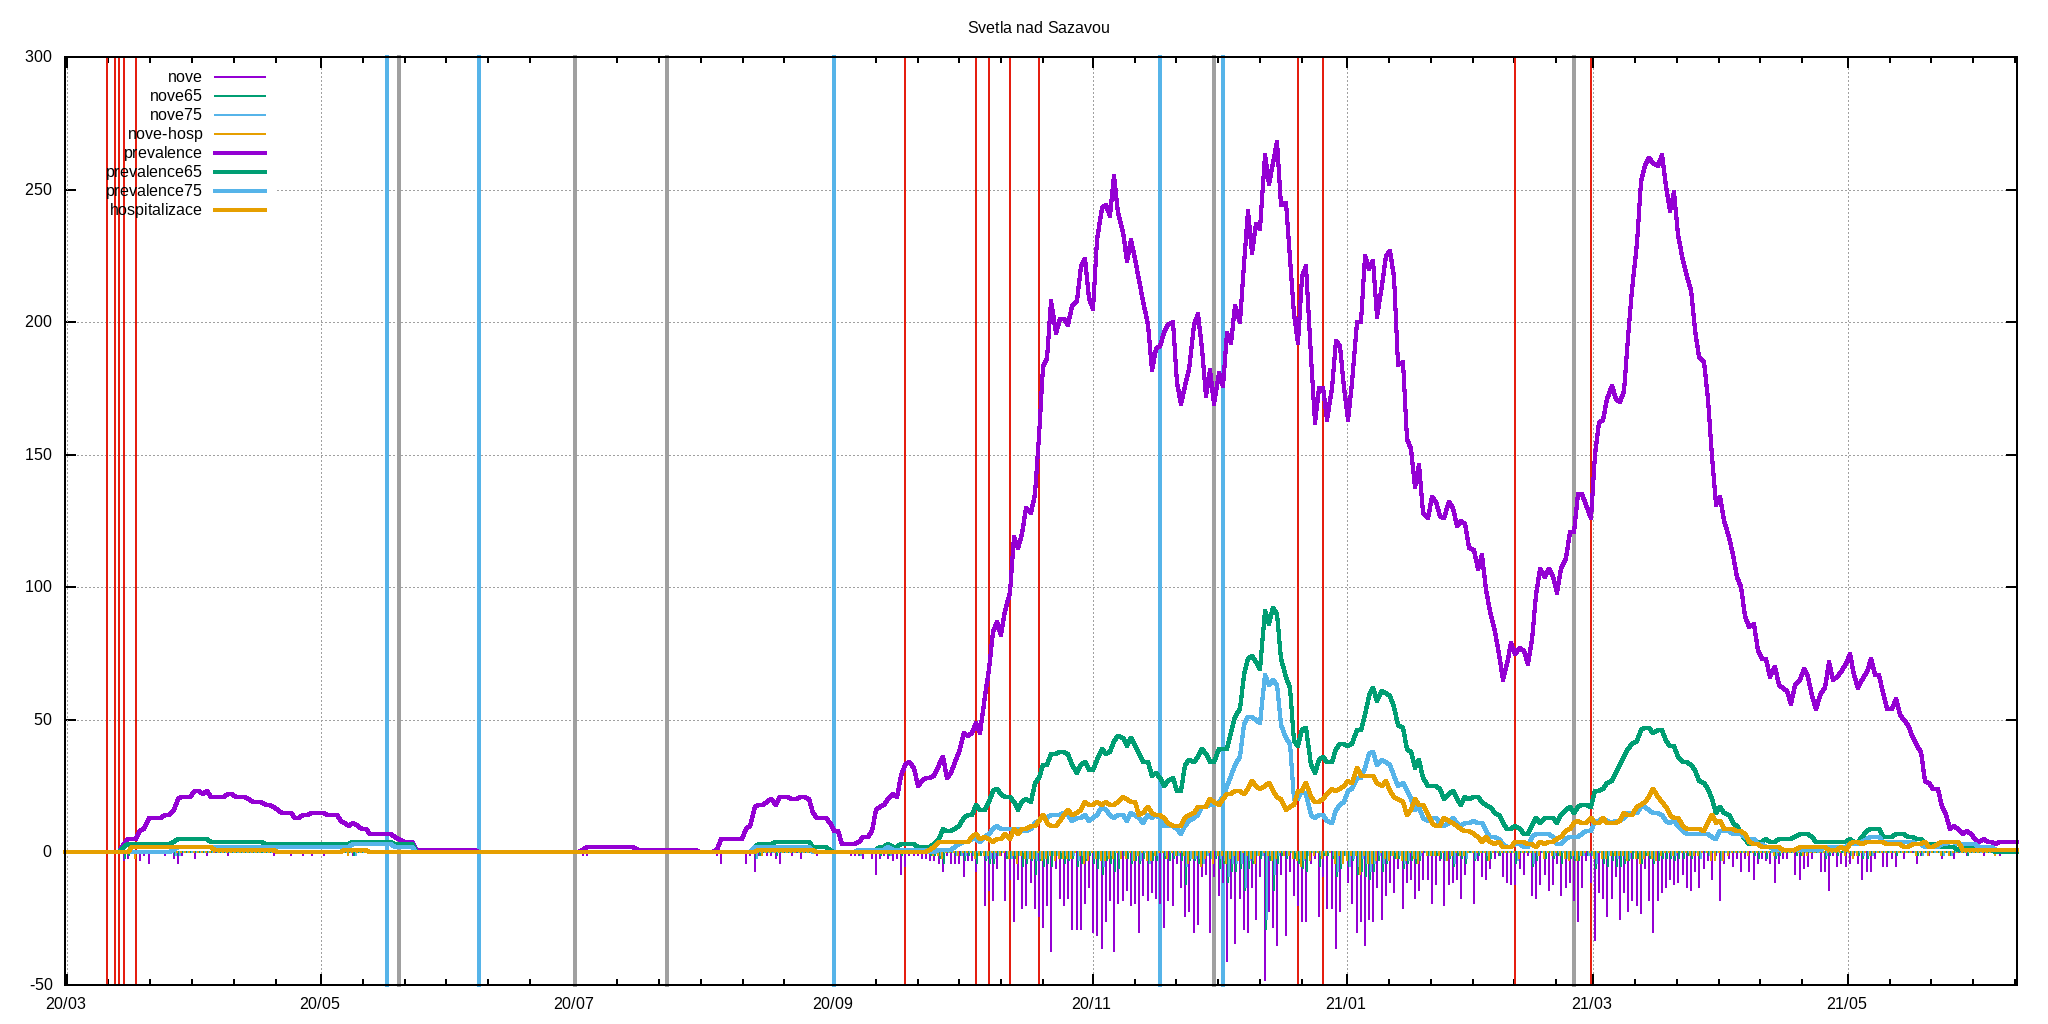 Svetla nad Sazavou
300
250
200
150
100
50
0
-50
nove
nove65
nove75
nove-hosp
prevalence
prevalence65
prevalence75
hospitalizace
20/03 20/05 20/07 20/09 20/11 21/01 21/03 21/05